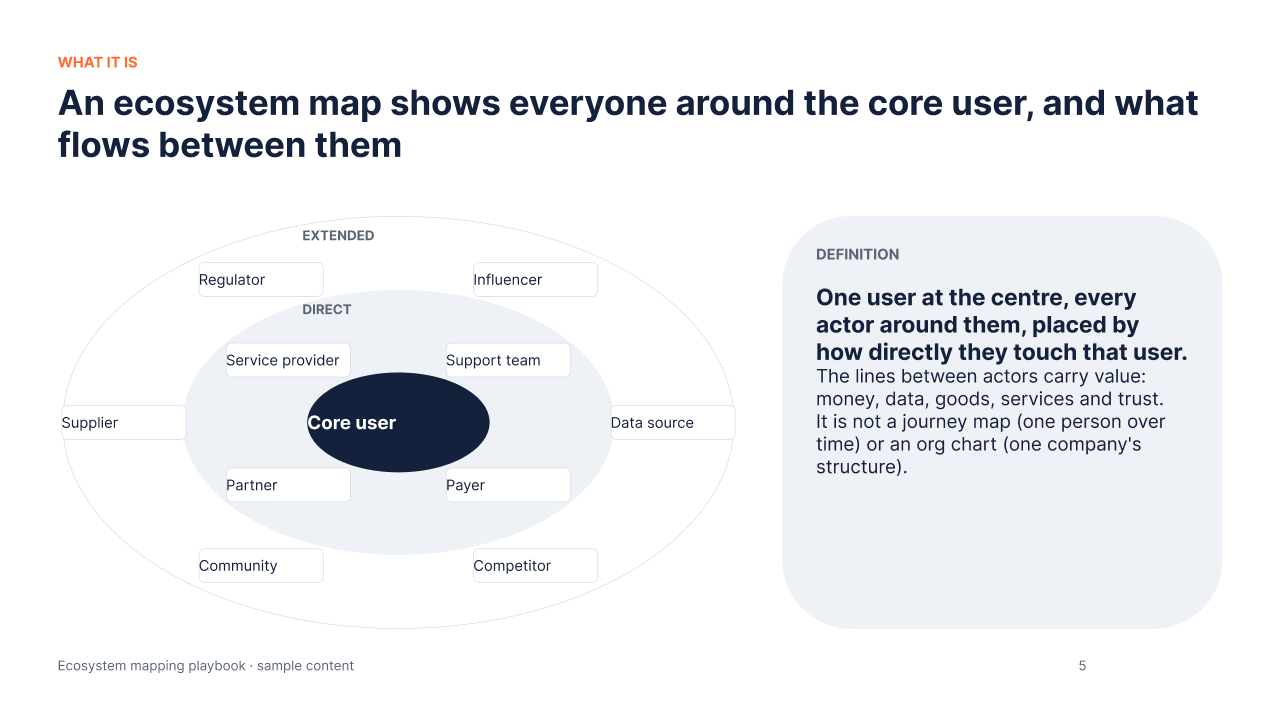 WHAT IT IS
An ecosystem map shows everyone around the core user, and what
flows between them
EXTENDED
Regulator
Influencer
DIRECT
Service provider
Support team
Supplier
Core user
Data source
Partner
Payer
Community
Competitor
DEFINITION
One user at the centre, every
actor around them, placed by
how directly they touch that user.
The lines between actors carry value:
money, data, goods, services and trust.
It is not a journey map (one person over
time) or an org chart (one company's
structure).
Ecosystem mapping playbook · sample content
5